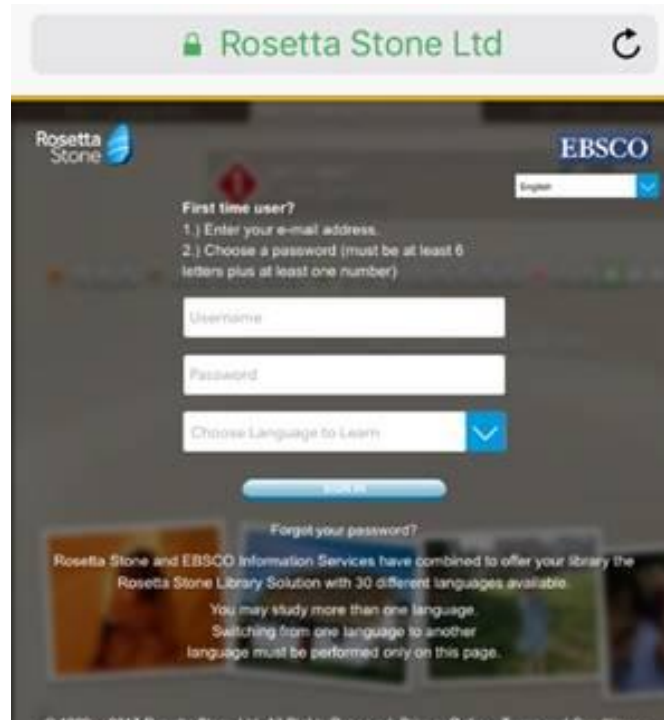 Rosetta Stone Ltd
Rosetta
Stone
EBSCO
English
First time user?
1.) Enter your e-mail address.
2.) Choose a password (must be at least 6
letters plus at least one number)
Username
Password
Choose Language to Learn
SIGN IN
Forgot your password?
Rosetta Stone and EBSCO Information Services have combined to offer your library the
Rosetta Stone Library Solution with 30 different languages available.
You may study more than one language.
Switching from one language to another
language must be performed only on this page.